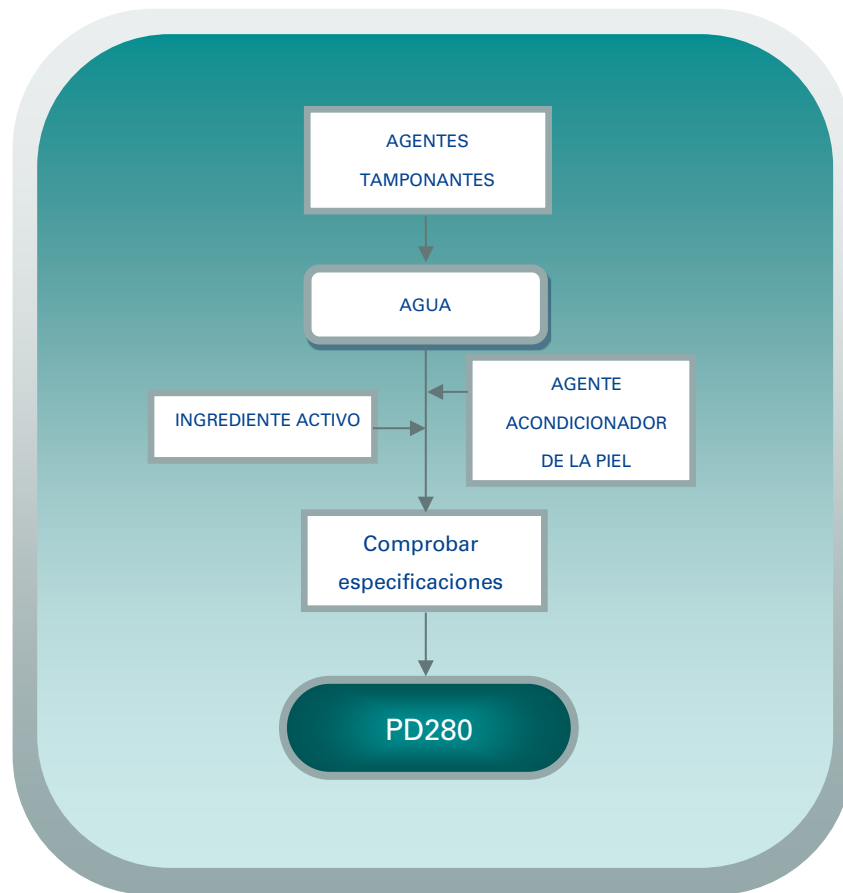 AGENTES
TAMPONANTES
AGUA
INGREDIENTE ACTIVO
AGENTE
ACONDICIONADOR
DE LA PIEL
Comprobar
especificaciones
PD280